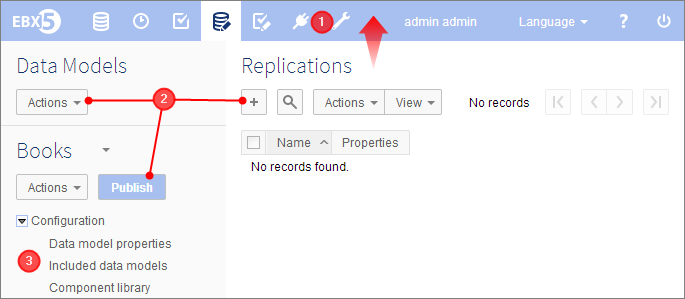 EBX5 1 admin admin Language ?
Data Models
Replications
Actions 2 + Actions View No records
Name Properties
No records found.
Books
Actions Publish
Configuration
Data model properties
3 Included data models
Component library